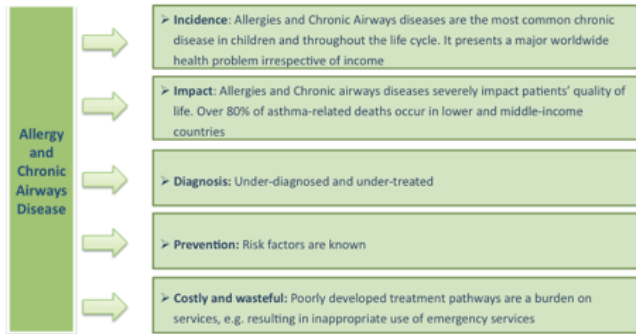 Allergy
and
Chronic
Airways
Disease
➢ Incidence: Allergies and Chronic Airways diseases are the most common chronic
disease in children and throughout the life cycle. It presents a major worldwide
health problem irrespective of income
➢ Impact: Allergies and Chronic airways diseases severely impact patients' quality of
life. Over 80% of asthma-related deaths occur in lower and middle-income
countries
➢ Diagnosis: Under-diagnosed and under-treated
➢ Prevention: Risk factors are known
➢ Costly and wasteful: Poorly developed treatment pathways are a burden on
services, e.g. resulting in inappropriate use of emergency services